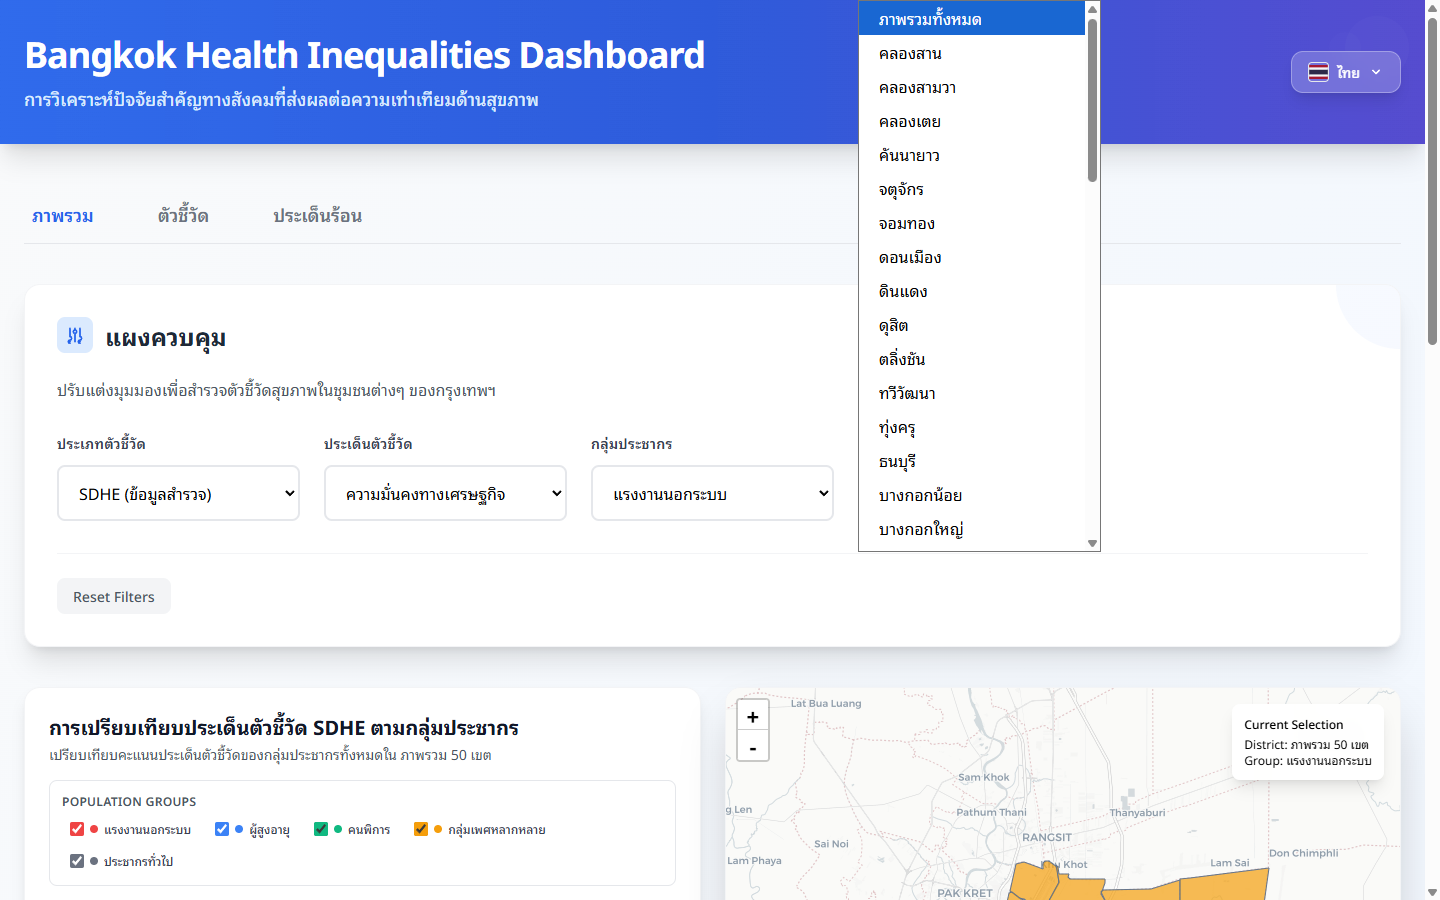 Bangkok Health Inequalities Dashboard
การวิเคราะห์ปัจจัยสำคัญทางสังคมที่ส่งผลต่อความเท่าเทียมด้านสุขภาพ
ไทย
ภาพรวมทั้งหมด
คลองสาน
คลองสามวา
คลองเตย
คันนายาว
จตุจักร
จอมทอง
ดอนเมือง
ดินแดง
ดุสิต
ตลิ่งชัน
ทวีวัฒนา
ทุ่งครุ
ธนบุรี
บางกอกน้อย
บางกอกใหญ่
ภาพรวม
ตัวชี้วัด
ประเด็นร้อน
แผงควบคุม
ปรับแต่งมุมมองเพื่อสำรวจตัวชี้วัดสุขภาพในชุมชนต่างๆ ของกรุงเทพฯ
ประเภทตัวชี้วัด
ประเด็นตัวชี้วัด
กลุ่มประชากร
SDHE (ข้อมูลสำรวจ)
ความมั่นคงทางเศรษฐกิจ
แรงงานนอกระบบ
Reset Filters
การเปรียบเทียบประเด็นตัวชี้วัด SDHE ตามกลุ่มประชากร
เปรียบเทียบคะแนนประเด็นตัวชี้วัดของกลุ่มประชากรทั้งหมดใน ภาพรวม 50 เขต
POPULATION GROUPS
แรงงานนอกระบบ
ผู้สูงอายุ
คนพิการ
กลุ่มเพศหลากหลาย
ประชากรทั่วไป
+
-
Current Selection
District: ภาพรวม 50 เขต
Group: แรงงานนอกระบบ
Lat Bua Luang
Sam Khok
g Len
Pathum Thani
Thanyaburi
RANGSIT
Sai Noi
Lam Phaya
Khu Khot
Lam Sai
Don Chimphli
PAK KRET